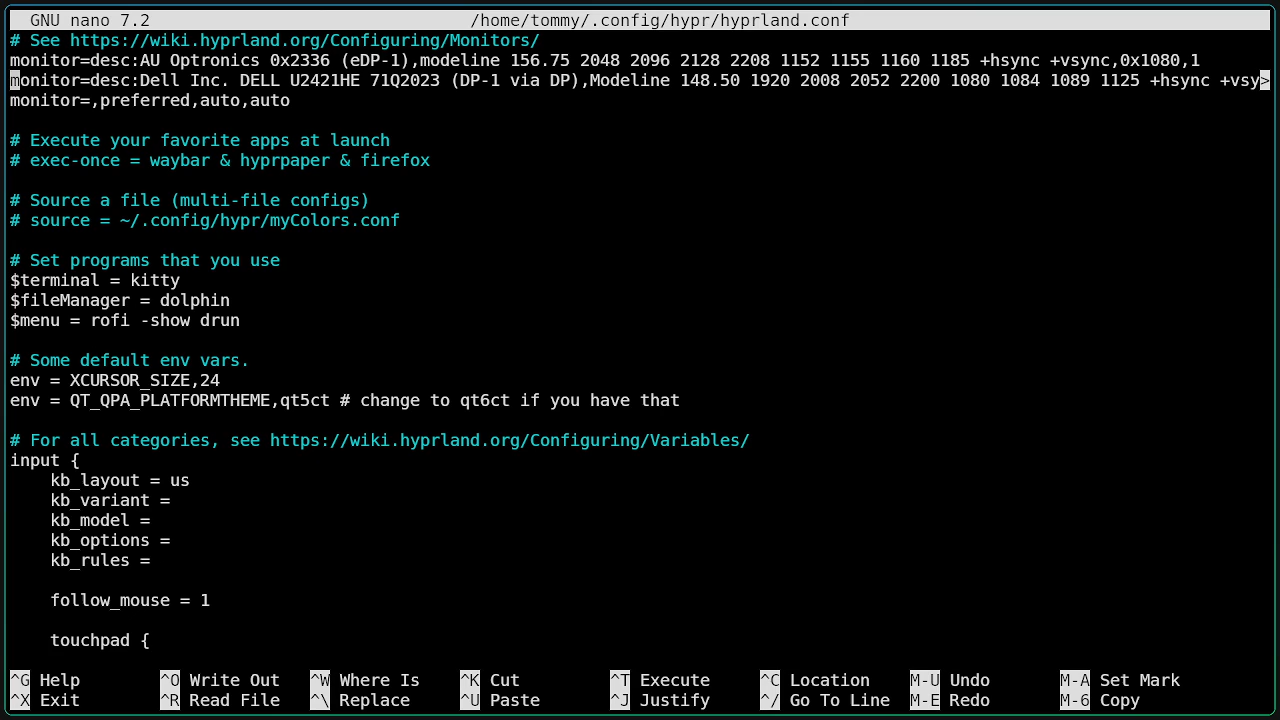 GNU nano 7.2 /home/tommy/.config/hypr/hyprland.conf
# See https://wiki.hyprland.org/Configuring/Monitors/
monitor=desc:AU Optronics 0x2336 (eDP-1),modeline 156.75 2048 2096 2128 2208 1152 1155 1160 1185 +hsync +vsync,0x1080,1
monitor=desc:Dell Inc. DELL U2421HE 71Q2023 (DP-1 via DP),Modeline 148.50 1920 2008 2052 2200 1080 1084 1089 1125 +hsync +vsy>
monitor=,preferred,auto,auto
# Execute your favorite apps at launch
# exec-once = waybar & hyprpaper & firefox
# Source a file (multi-file configs)
# source = ~/.config/hypr/myColors.conf
# Set programs that you use
$terminal = kitty
$fileManager = dolphin
$menu = rofi -show drun
# Some default env vars.
env = XCURSOR_SIZE,24
env = QT_QPA_PLATFORMTHEME,qt5ct # change to qt6ct if you have that
# For all categories, see https://wiki.hyprland.org/Configuring/Variables/
input {
    kb_layout = us
    kb_variant =
    kb_model =
    kb_options =
    kb_rules =
    follow_mouse = 1
    touchpad {
^G Help ^O Write Out ^W Where Is ^K Cut ^T Execute ^C Location M-U Undo M-A Set Mark
^X Exit ^R Read File ^\ Replace ^U Paste ^J Justify ^/ Go To Line M-E Redo M-6 Copy